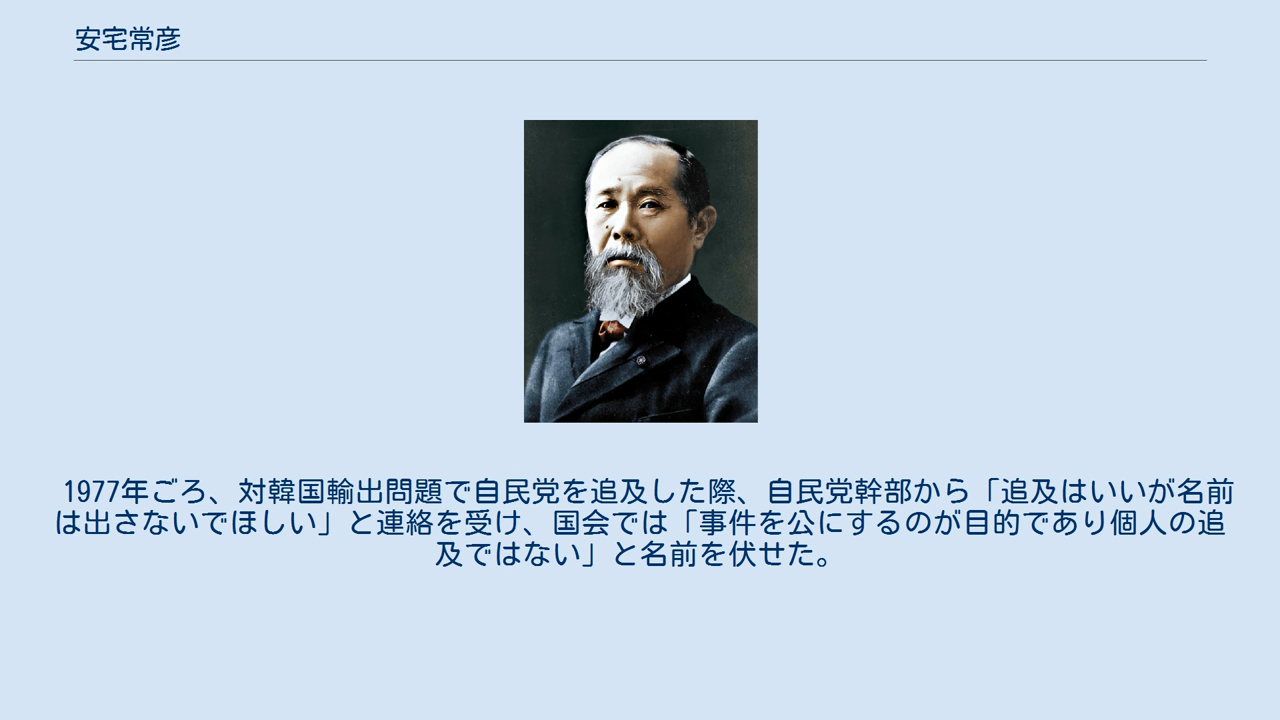 安宅常彦
1977年ごろ、対韓国輸出問題で自民党を追及した際、自民党幹部から「追及はいいが名前
は出さないでほしい」と連絡を受け、国会では「事件を公にするのが目的であり個人の追
及ではない」と名前を伏せた。